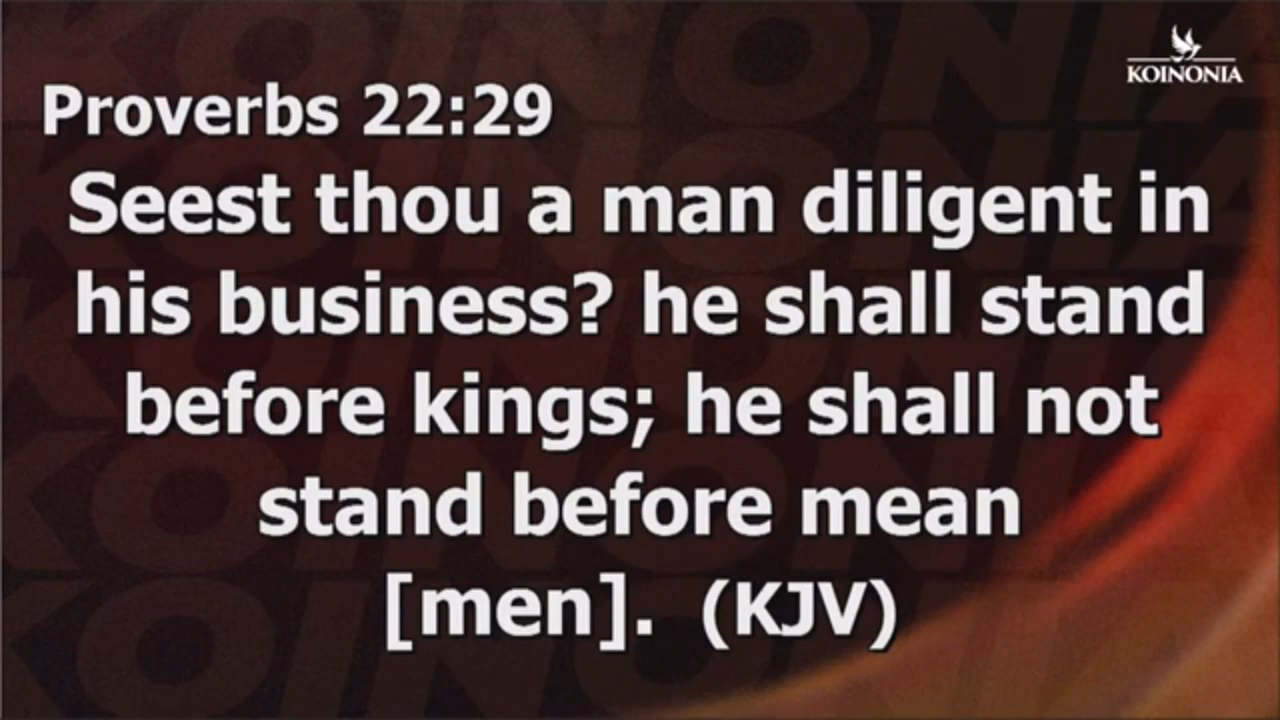 KOINONIA
Proverbs 22:29
Seest thou a man diligent in
his business? he shall stand
before kings; he shall not
stand before mean
[men].  (KJV)